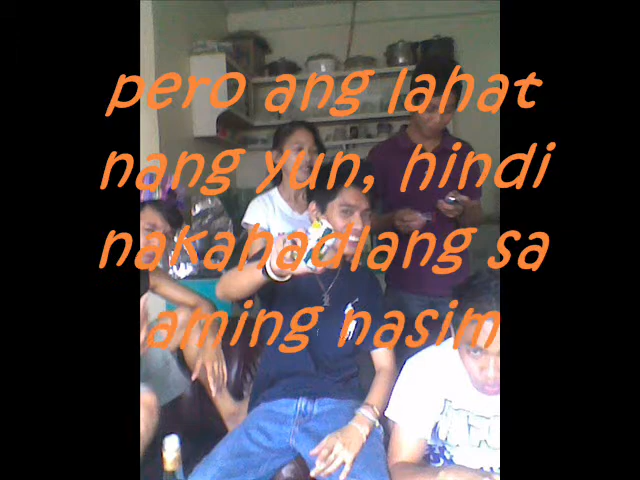 pero ang lahat
nang yun, hindi
nakahadlang sa
aming nasim